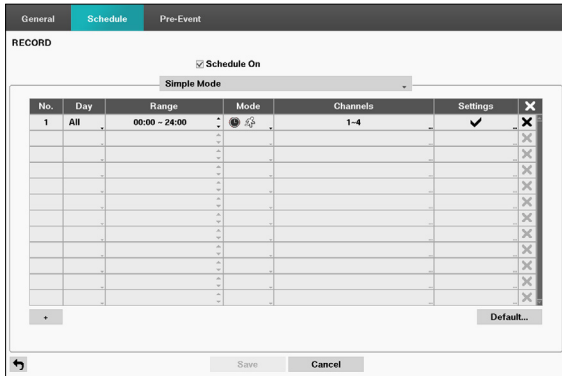 General Schedule Pre-Event
RECORD
Schedule On
Simple Mode
No. Day Range Mode Channels Settings
1 All 00:00 ~ 24:00 1~4
+ Default...
Save Cancel